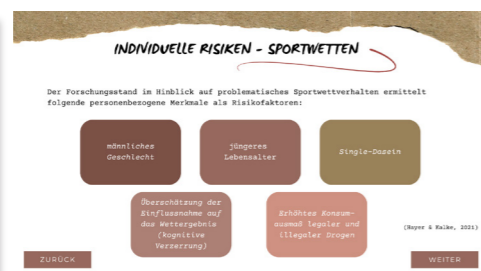 INDIVIDUELLE RISIKEN - SPORTWETTEN
Der Forschungsstand im Hinblick auf problematisches Sportwettverhalten ermittelt
folgende personenbezogene Merkmale als Risikofaktoren:
männliches
Geschlecht
jüngeres
Lebensalter
Single-Dasein
Überschätzung der
Einflussnahme auf
das Wettergebnis
(kognitive
Verzerrung)
Erhöhtes Konsum-
ausmaß legaler und
illegaler Drogen
(Hayer & Kalke, 2021)
ZURÜCK
WEITER